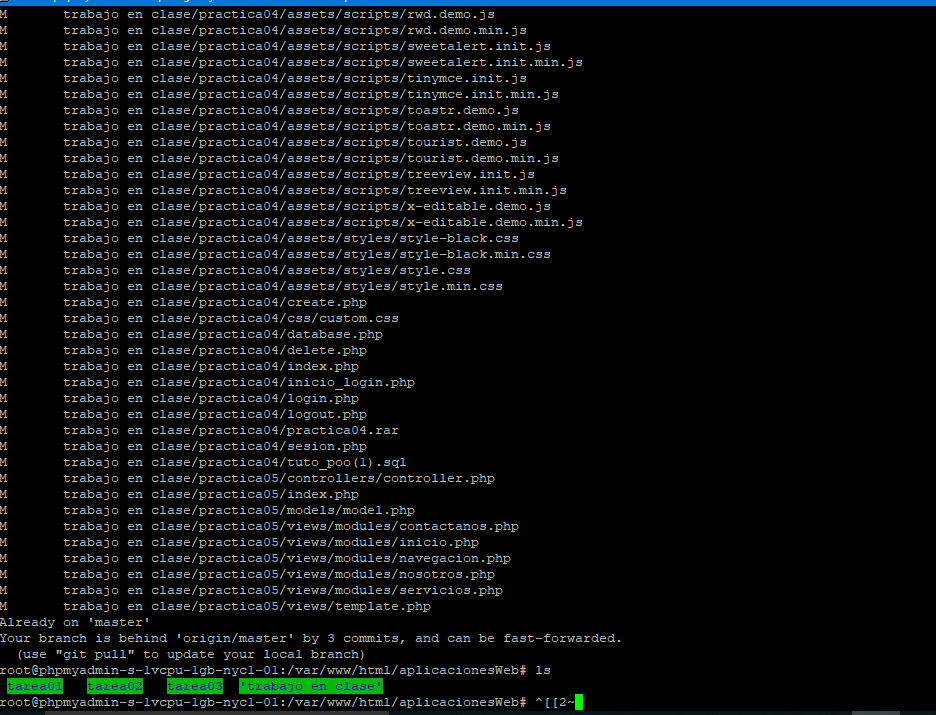 M       trabajo en clase/practica04/assets/scripts/rwd.demo.js
M       trabajo en clase/practica04/assets/scripts/rwd.demo.min.js
M       trabajo en clase/practica04/assets/scripts/sweetalert.init.js
M       trabajo en clase/practica04/assets/scripts/sweetalert.init.min.js
M       trabajo en clase/practica04/assets/scripts/tinymce.init.js
M       trabajo en clase/practica04/assets/scripts/tinymce.init.min.js
M       trabajo en clase/practica04/assets/scripts/toastr.demo.js
M       trabajo en clase/practica04/assets/scripts/toastr.demo.min.js
M       trabajo en clase/practica04/assets/scripts/tourist.demo.js
M       trabajo en clase/practica04/assets/scripts/tourist.demo.min.js
M       trabajo en clase/practica04/assets/scripts/treeview.init.js
M       trabajo en clase/practica04/assets/scripts/treeview.init.min.js
M       trabajo en clase/practica04/assets/scripts/x-editable.demo.js
M       trabajo en clase/practica04/assets/scripts/x-editable.demo.min.js
M       trabajo en clase/practica04/assets/styles/style-black.css
M       trabajo en clase/practica04/assets/styles/style-black.min.css
M       trabajo en clase/practica04/assets/styles/style.css
M       trabajo en clase/practica04/assets/styles/style.min.css
M       trabajo en clase/practica04/create.php
M       trabajo en clase/practica04/css/custom.css
M       trabajo en clase/practica04/database.php
M       trabajo en clase/practica04/delete.php
M       trabajo en clase/practica04/index.php
M       trabajo en clase/practica04/inicio_login.php
M       trabajo en clase/practica04/login.php
M       trabajo en clase/practica04/logout.php
M       trabajo en clase/practica04/practica04.rar
M       trabajo en clase/practica04/sesion.php
M       trabajo en clase/practica04/tuto_poo(1).sql
M       trabajo en clase/practica05/controllers/controller.php
M       trabajo en clase/practica05/index.php
M       trabajo en clase/practica05/models/model.php
M       trabajo en clase/practica05/views/modules/contactanos.php
M       trabajo en clase/practica05/views/modules/inicio.php
M       trabajo en clase/practica05/views/modules/navegacion.php
M       trabajo en clase/practica05/views/modules/nosotros.php
M       trabajo en clase/practica05/views/modules/servicios.php
M       trabajo en clase/practica05/views/template.php
Already on 'master'
Your branch is behind 'origin/master' by 3 commits, and can be fast-forwarded.
  (use "git pull" to update your local branch)
root@phpmyadmin-s-1vcpu-1gb-nyc1-01:/var/www/html/aplicacionesWeb# ls
tarea01   tarea02   tarea03  'trabajo en clase'
root@phpmyadmin-s-1vcpu-1gb-nyc1-01:/var/www/html/aplicacionesWeb# ^[[2~